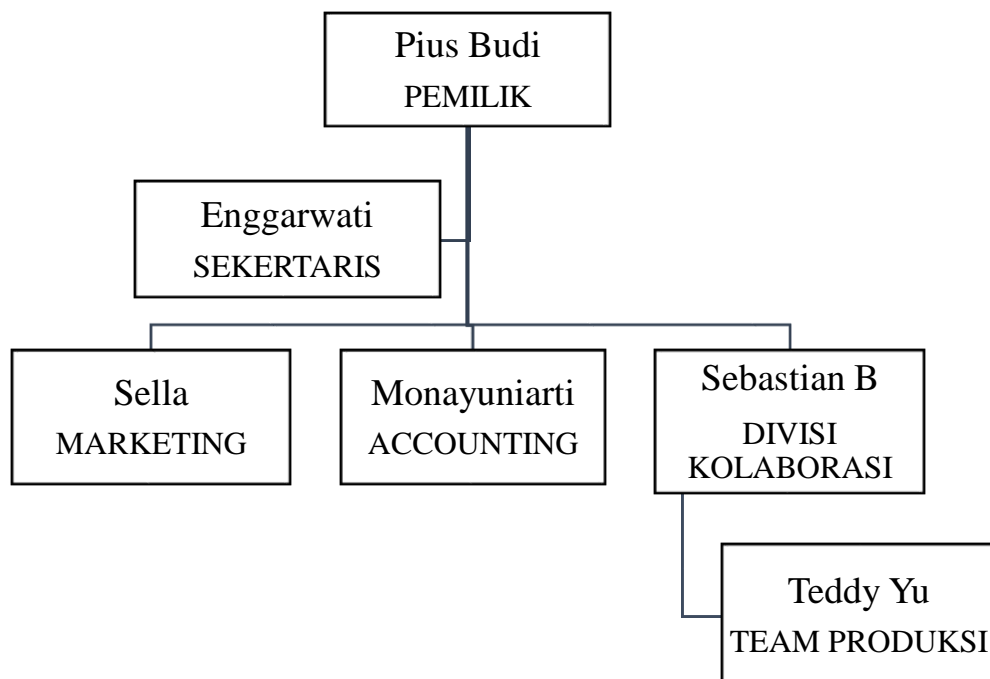 Pius Budi
PEMILIK
Enggarwati
SEKERTARIS
Sella
MARKETING
Monayuniarti
ACCOUNTING
Sebastian B
DIVISI
KOLABORASI
Teddy Yu
TEAM PRODUKSI